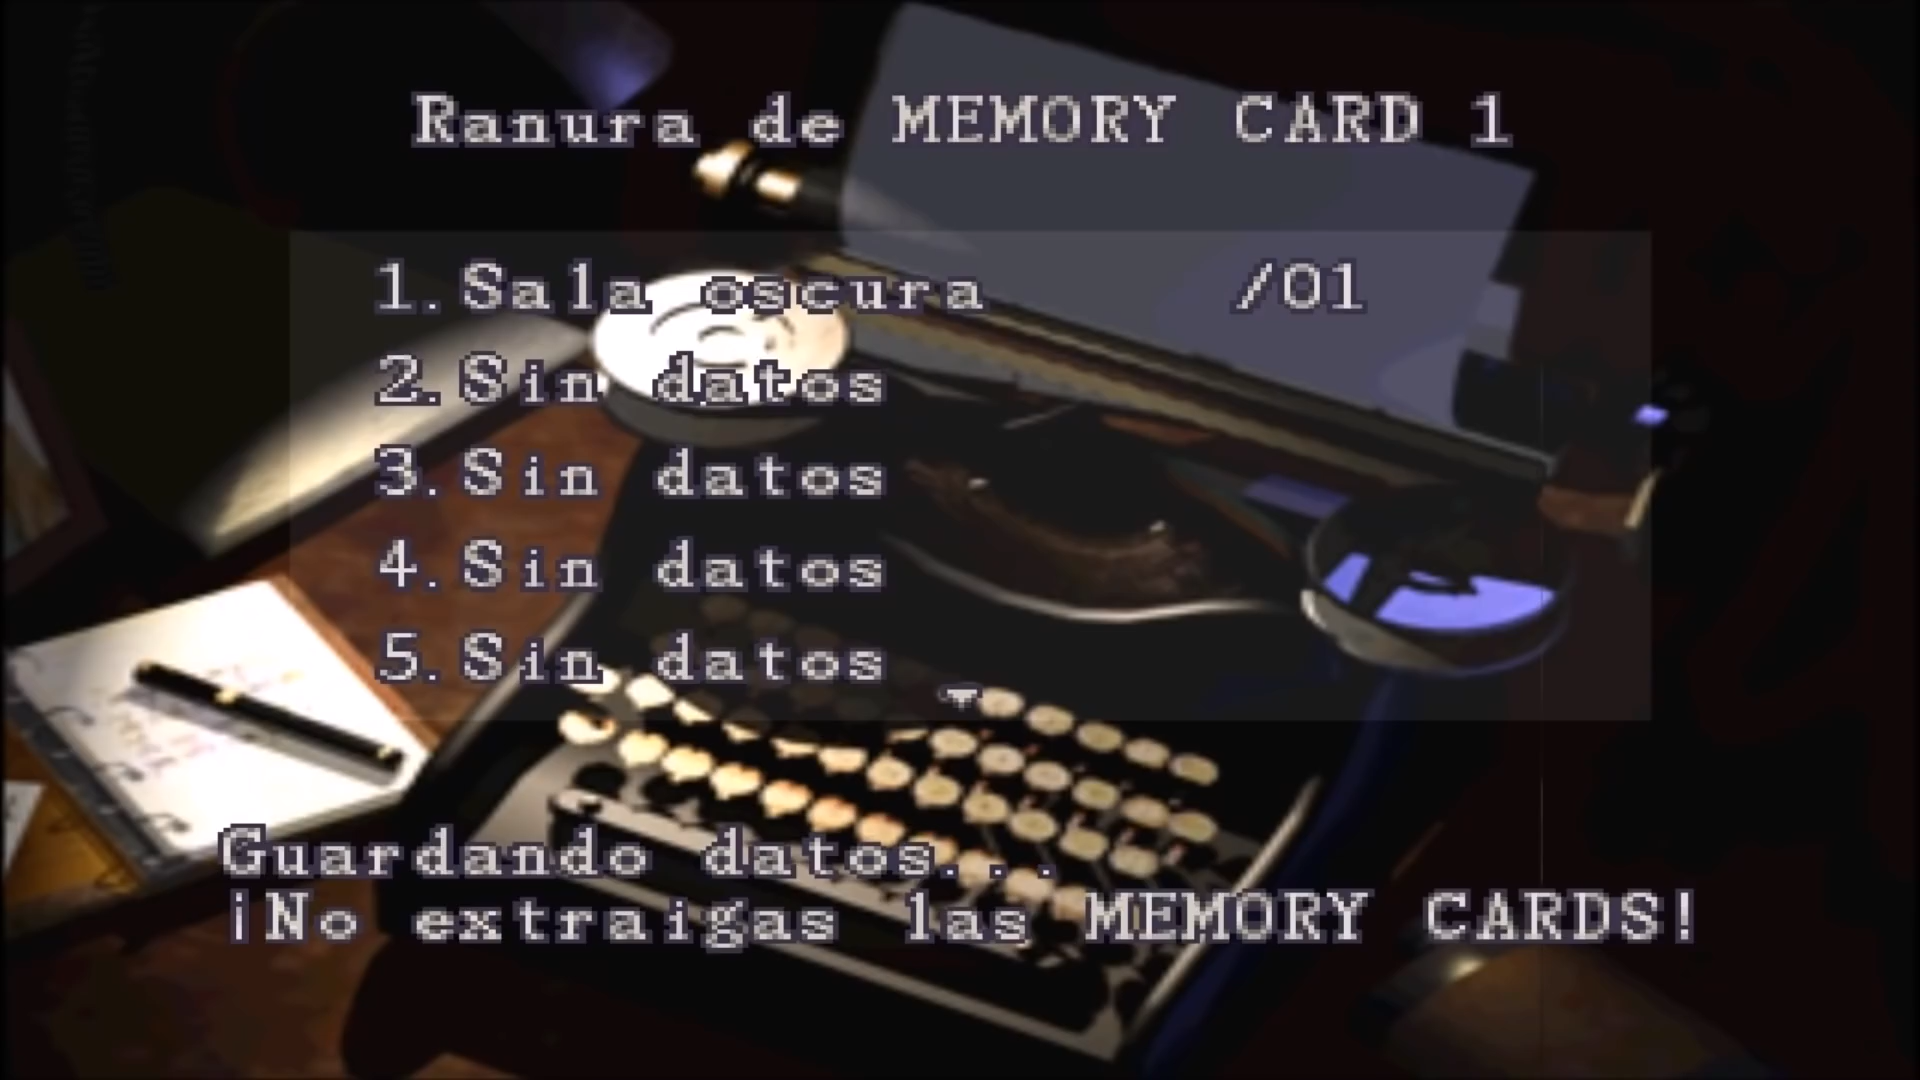 Ranura de MEMORY CARD 1
1.Sala oscura /01
2.Sin datos
3.Sin datos
4.Sin datos
5.Sin datos
Guardando datos...
¡No extraigas las MEMORY CARDS!